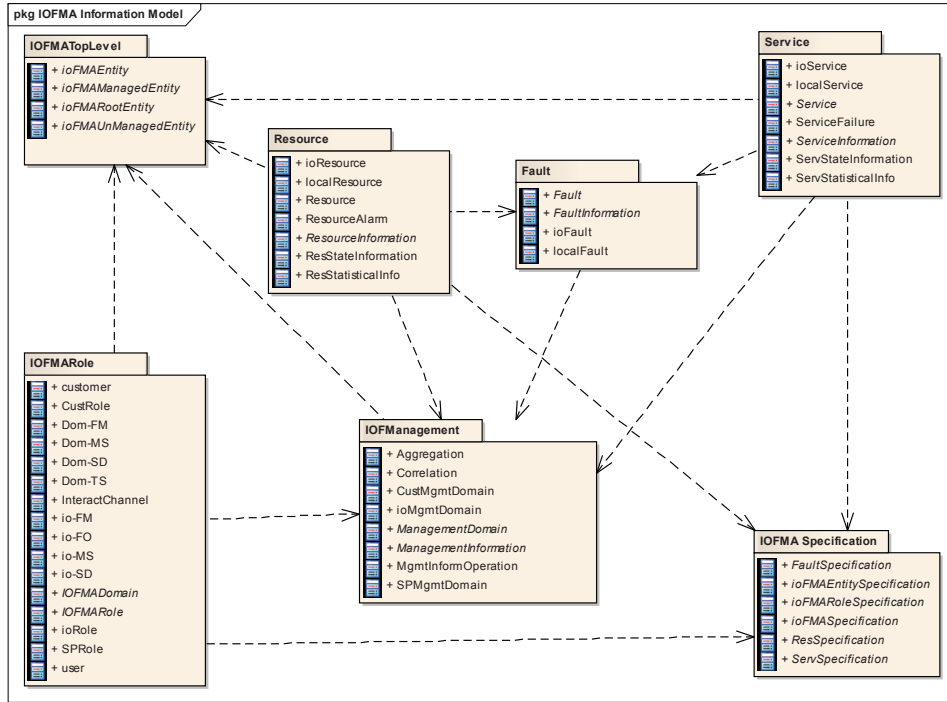 pkg IOFMA Information Model
IOFMATopLevel
+ ioFMAEntity
+ ioFMAManagedEntity
+ ioFMARootEntity
+ ioFMAUnManagedEntity
Service
+ ioService
+ localService
+ Service
+ ServiceFailure
+ ServiceInformation
+ ServStateInformation
+ ServStatisticalInfo
Resource
+ ioResource
+ localResource
+ Resource
+ ResourceAlarm
+ ResourceInformation
+ ResStateInformation
+ ResStatisticalInfo
Fault
+ Fault
+ FaultInformation
+ ioFault
+ localFault
IOFMARole
+ customer
+ CustRole
+ Dom-FM
+ Dom-MS
+ Dom-SD
+ Dom-TS
+ InteractChannel
+ io-FM
+ io-FO
+ io-MS
+ io-SD
+ IOFMADomain
+ IOFMARole
+ ioRole
+ SPRole
+ user
IOFManagement
+ Aggregation
+ Correlation
+ CustMgmtDomain
+ ioMgmtDomain
+ ManagementDomain
+ ManagementInformation
+ MgmtInformOperation
+ SPMgmtDomain
IOFMA Specification
+ FaultSpecification
+ ioFMAEntitySpecification
+ ioFMARoleSpecification
+ ioFMASpecification
+ ResSpecification
+ ServSpecification